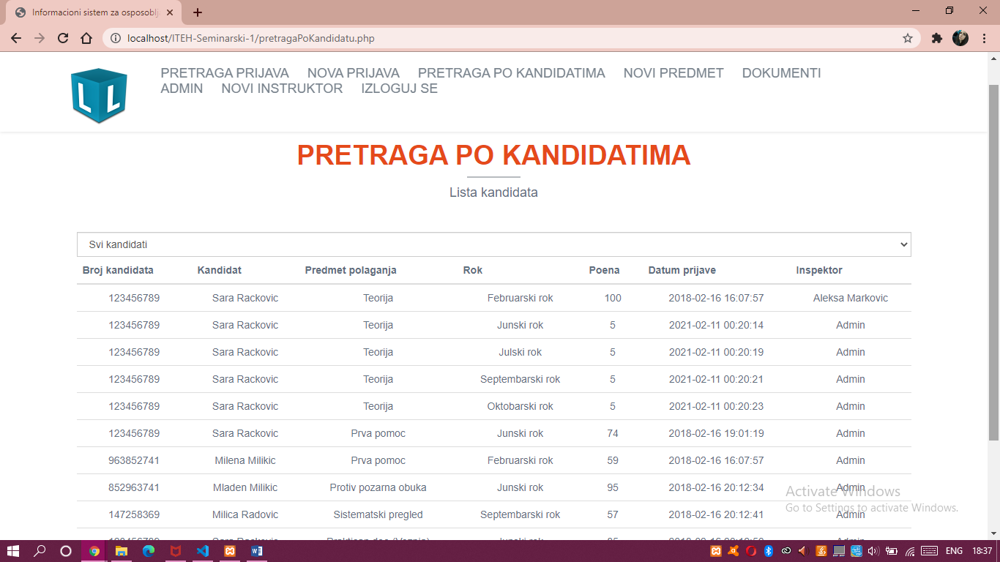 Informacioni sistem za osposoblj
localhost/ITEH-Seminarski-1/pretragaPoKandidatu.php
LL
PRETRAGA PRIJAVA NOVA PRIJAVA PRETRAGA PO KANDIDATIMA NOVI PREDMET DOKUMENTI
ADMIN NOVI INSTRUKTOR IZLOGUJ SE
PRETRAGA PO KANDIDATIMA
Lista kandidata
Svi kandidati
Broj kandidata Kandidat Predmet polaganja Rok Poena Datum prijave Inspektor
123456789 Sara Rackovic Teorija Februarski rok 100 2018-02-16 16:07:57 Aleksa Markovic
123456789 Sara Rackovic Teorija Junski rok 5 2021-02-11 00:20:14 Admin
123456789 Sara Rackovic Teorija Julski rok 5 2021-02-11 00:20:19 Admin
123456789 Sara Rackovic Teorija Septembarski rok 5 2021-02-11 00:20:21 Admin
123456789 Sara Rackovic Teorija Oktobarski rok 5 2021-02-11 00:20:23 Admin
123456789 Sara Rackovic Prva pomoc Junski rok 74 2018-02-16 19:01:19 Admin
963852741 Milena Milikic Prva pomoc Februarski rok 59 2018-02-16 16:07:57 Admin
852963741 Mladen Milikic Protiv pozarna obuka Junski rok 95 2018-02-16 20:12:34 Admin
147258369 Milica Radovic Sistematski pregled Septembarski rok 57 2018-02-16 20:12:41 Admin
Activate Windows
Go to Settings to activate Windows.
ENG 18:37